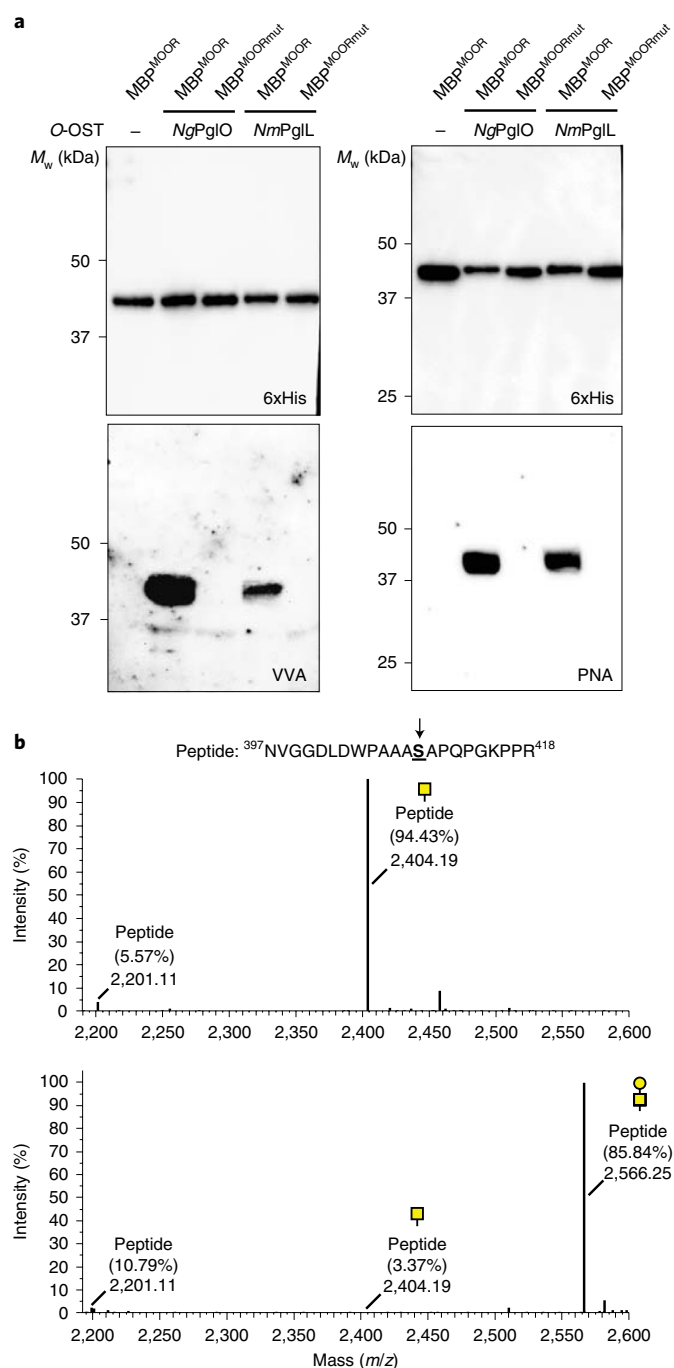 a
MBP^MOOR MBP^MOOR MBP^MOORmut MBP^MOOR MBP^MOORmut
O-OST – NgPglO NmPglL
M_w (kDa)
50
37
6xHis
MBP^MOOR MBP^MOOR MBP^MOORmut MBP^MOOR MBP^MOORmut
– NgPglO NmPglL
M_w (kDa)
50
37
25
6xHis
50
37
VVA
50
37
25
PNA
b
Peptide: ^397NVGGDLDWPAAASAPQPGKPPR^418
Intensity (%)
100
90
80
70
60
50
40
30
20
10
0
Peptide
(5.57%)
2,201.11
Peptide
(94.43%)
2,404.19
2,200 2,250 2,300 2,350 2,400 2,450 2,500 2,550 2,600
Intensity (%)
100
90
80
70
60
50
40
30
20
10
0
Peptide
(10.79%)
2,201.11
Peptide
(3.37%)
2,404.19
Peptide
(85.84%)
2,566.25
2,200 2,250 2,300 2,350 2,400 2,450 2,500 2,550 2,600
Mass (m/z)